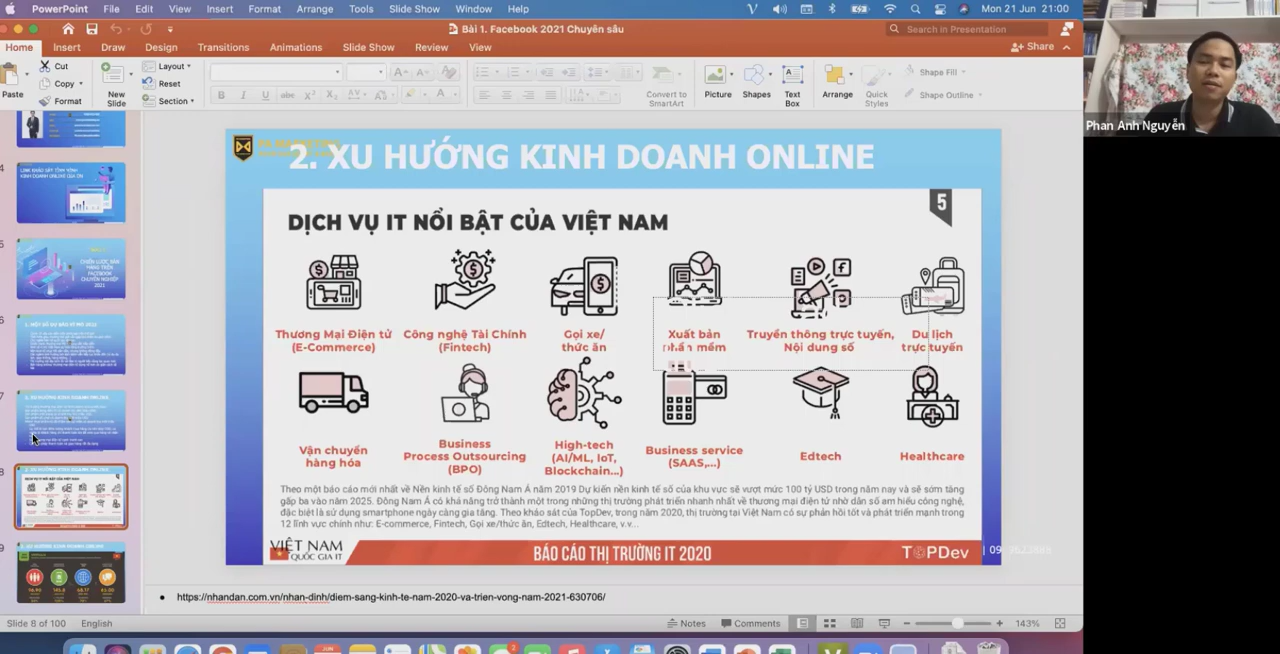 PowerPoint File Edit View Insert Format Arrange Tools Slide Show Window Help
Mon 21 Jun 21:00
Bài 1. Facebook 2021 Chuyên sâu
Search in Presentation
Home Insert Draw Design Transitions Animations Slide Show Review View
Share
Paste
Cut
Copy
Format
New
Slide
Layout
Reset
Section
Convert to
SmartArt
Picture
Shapes
Text
Box
Arrange
Quick
Styles
Shape Fill
Shape Outline
Phan Anh Nguyễn
2. XU HƯỚNG KINH DOANH ONLINE
5
DỊCH VỤ IT NỔI BẬT CỦA VIỆT NAM
Thương Mại Điện tử
(E-Commerce)
Công nghệ Tài Chính
(Fintech)
Gọi xe/
thức ăn
Xuất bản
phần mềm
Truyền thông trực tuyến,
Nội dung số
Du lịch
trực tuyến
Vận chuyển
hàng hóa
Business
Process Outsourcing
(BPO)
High-tech
(AI/ML, IoT,
Blockchain...)
Business service
(SAAS,...)
Edtech
Healthcare
Theo một báo cáo mới nhất về Nền kinh tế số Đông Nam Á năm 2019 Dự kiến nền kinh tế số của khu vực sẽ vượt mức 100 tỷ USD trong năm nay và sẽ sớm tăng
gấp ba vào năm 2025. Đông Nam Á có khả năng trở thành một trong những thị trường phát triển nhanh nhất về thương mại điện tử nhờ dân số am hiểu công nghệ,
đặc biệt là sử dụng smartphone ngày càng gia tăng. Theo khảo sát của TopDev, trong năm 2020, thị trường tại Việt Nam có sự phản hồi tốt và phát triển mạnh trong
12 lĩnh vực chính như: E-commerce, Fintech, Gọi xe/thức ăn, Edtech, Healthcare, v.v...
VIỆT NAM
QUỐC GIA IT
BÁO CÁO THỊ TRƯỜNG IT 2020
TOPDev
https://nhandan.com.vn/nhan-dinh/diem-sang-kinh-te-nam-2020-va-trien-vong-nam-2021-630706/
Slide 8 of 100 English
Notes
Comments
143%